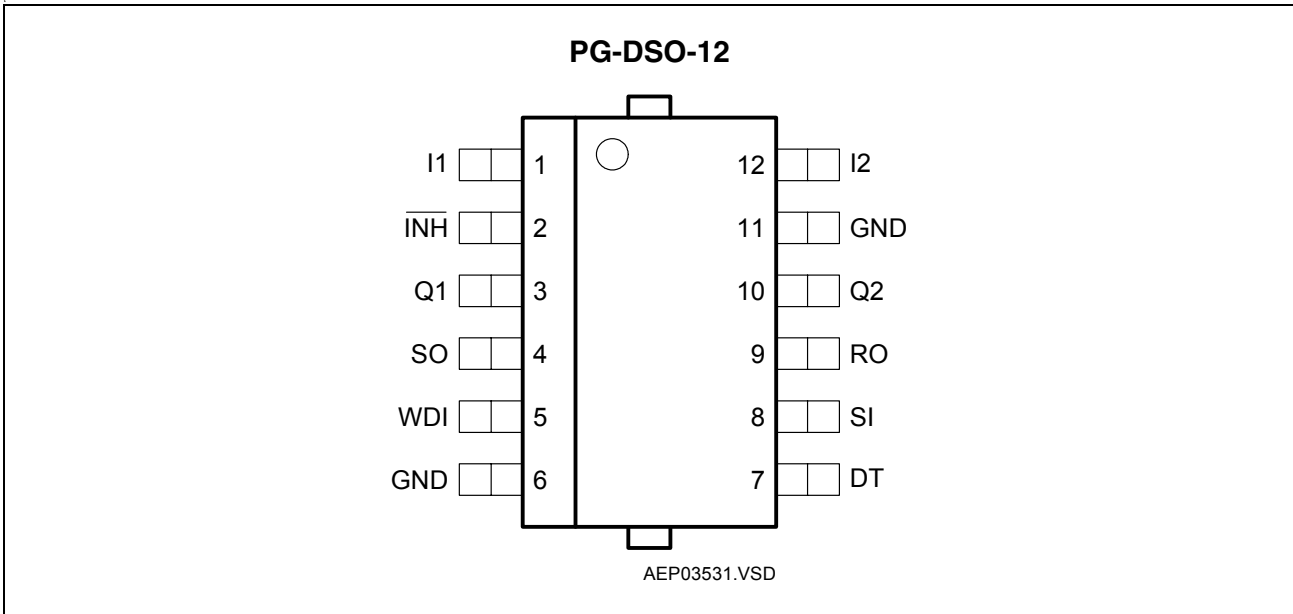 PG-DSO-12
I1 1 12 I2
INH 2 11 GND
Q1 3 10 Q2
SO 4 9 RO
WDI 5 8 SI
GND 6 7 DT
AEP03531.VSD